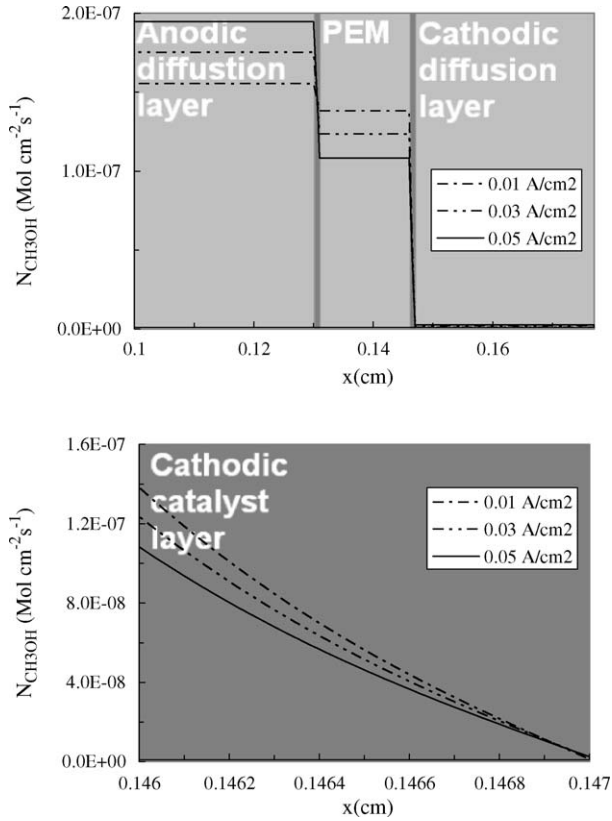 2.0E-07
1.0E-07
0.0E+00
N_CH3OH (Mol cm⁻²s⁻¹)
Anodic diffustion layer
PEM
Cathodic diffusion layer
0.01 A/cm2
0.03 A/cm2
0.05 A/cm2
0.1 0.12 0.14 0.16
x(cm)
1.6E-07
1.2E-07
8.0E-08
4.0E-08
0.0E+00
N_CH3OH (Mol cm⁻²s⁻¹)
Cathodic
catalyst
layer
0.01 A/cm2
0.03 A/cm2
0.05 A/cm2
0.146 0.1462 0.1464 0.1466 0.1468 0.147
x(cm)